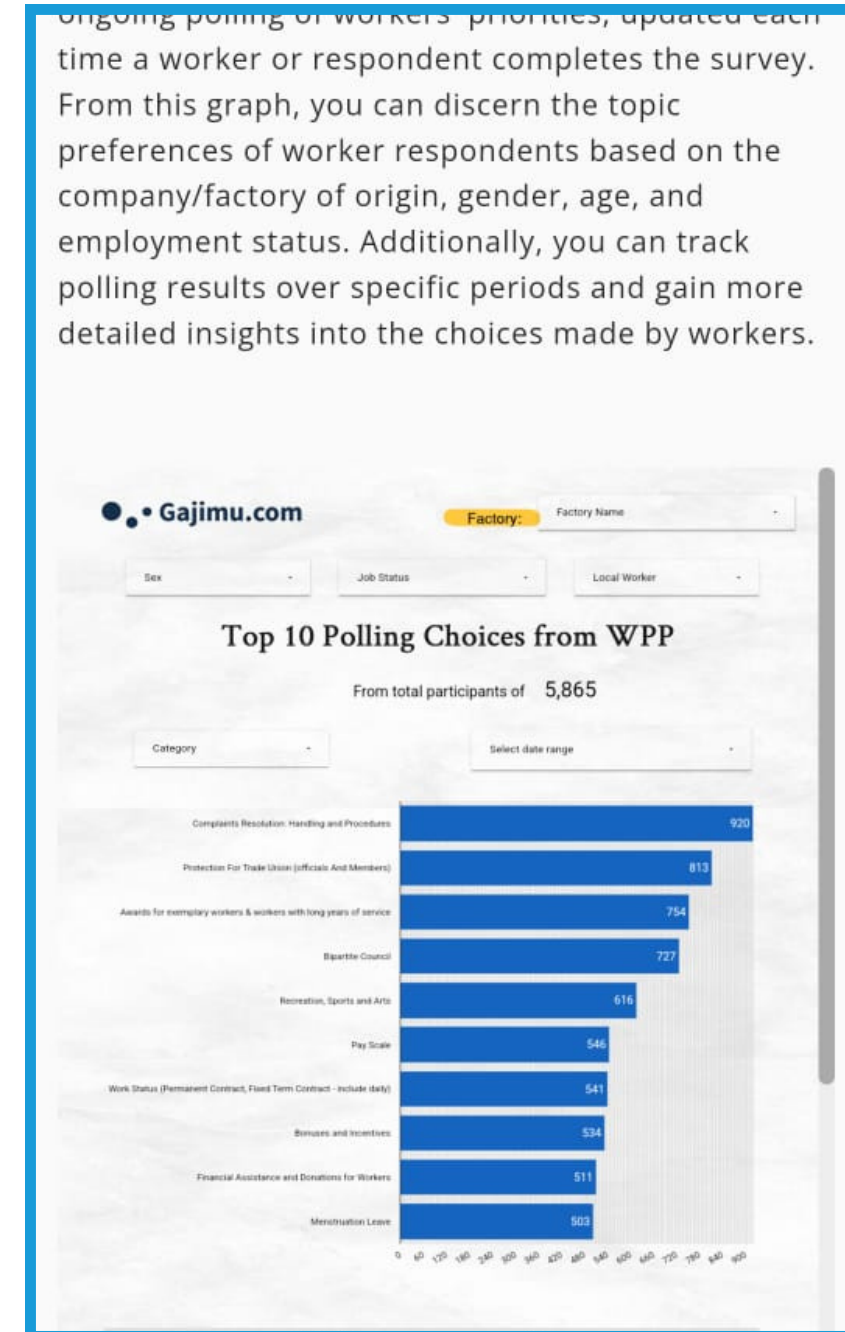 ongoing polling of workers' priorities, updated each
time a worker or respondent completes the survey.
From this graph, you can discern the topic
preferences of worker respondents based on the
company/factory of origin, gender, age, and
employment status. Additionally, you can track
polling results over specific periods and gain more
detailed insights into the choices made by workers.
Gajimu.com
Factory:
Factory Name
Sex
Job Status
Local Worker
Top 10 Polling Choices from WPP
From total participants of 5,865
Category
Select date range
Complaints Resolution: Handling and Procedures 920
Protection For Trade Union (officials And Members) 813
Awards for exemplary workers & workers with long years of service 754
Bipartite Council 727
Recreation, Sports and Arts 616
Pay Scale 546
Work Status (Permanent Contract, Fixed Term Contract - include daily) 541
Bonuses and Incentives 534
Financial Assistance and Donations for Workers 511
Menstruation Leave 503
0 60 120 180 240 300 360 420 480 540 600 660 720 780 840 900